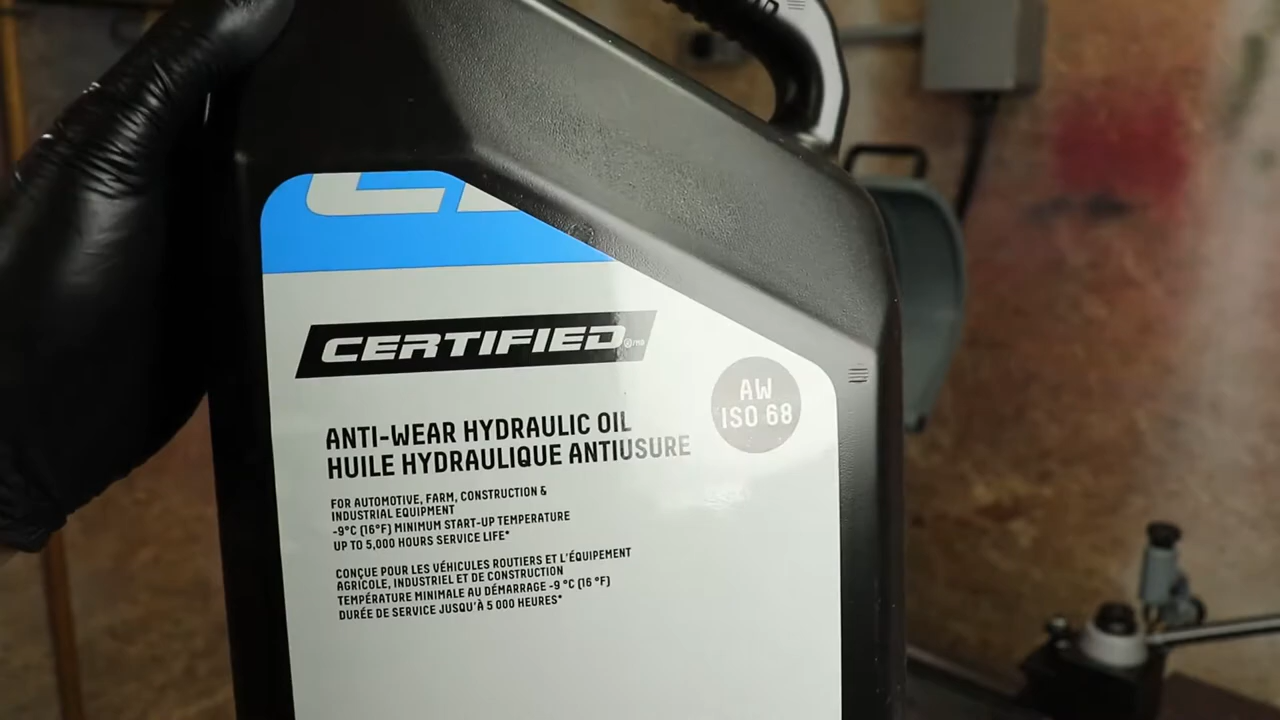 CERTIFIED
AW
ISO 68
ANTI-WEAR HYDRAULIC OIL
HUILE HYDRAULIQUE ANTIUSURE
FOR AUTOMOTIVE, FARM, CONSTRUCTION &
INDUSTRIAL EQUIPMENT
-9°C (16°F) MINIMUM START-UP TEMPERATURE
UP TO 5,000 HOURS SERVICE LIFE*
CONÇUE POUR LES VÉHICULES ROUTIERS ET L'ÉQUIPEMENT
AGRICOLE, INDUSTRIEL ET DE CONSTRUCTION
TEMPÉRATURE MINIMALE AU DÉMARRAGE -9 °C (16 °F)
DURÉE DE SERVICE JUSQU'À 5 000 HEURES*